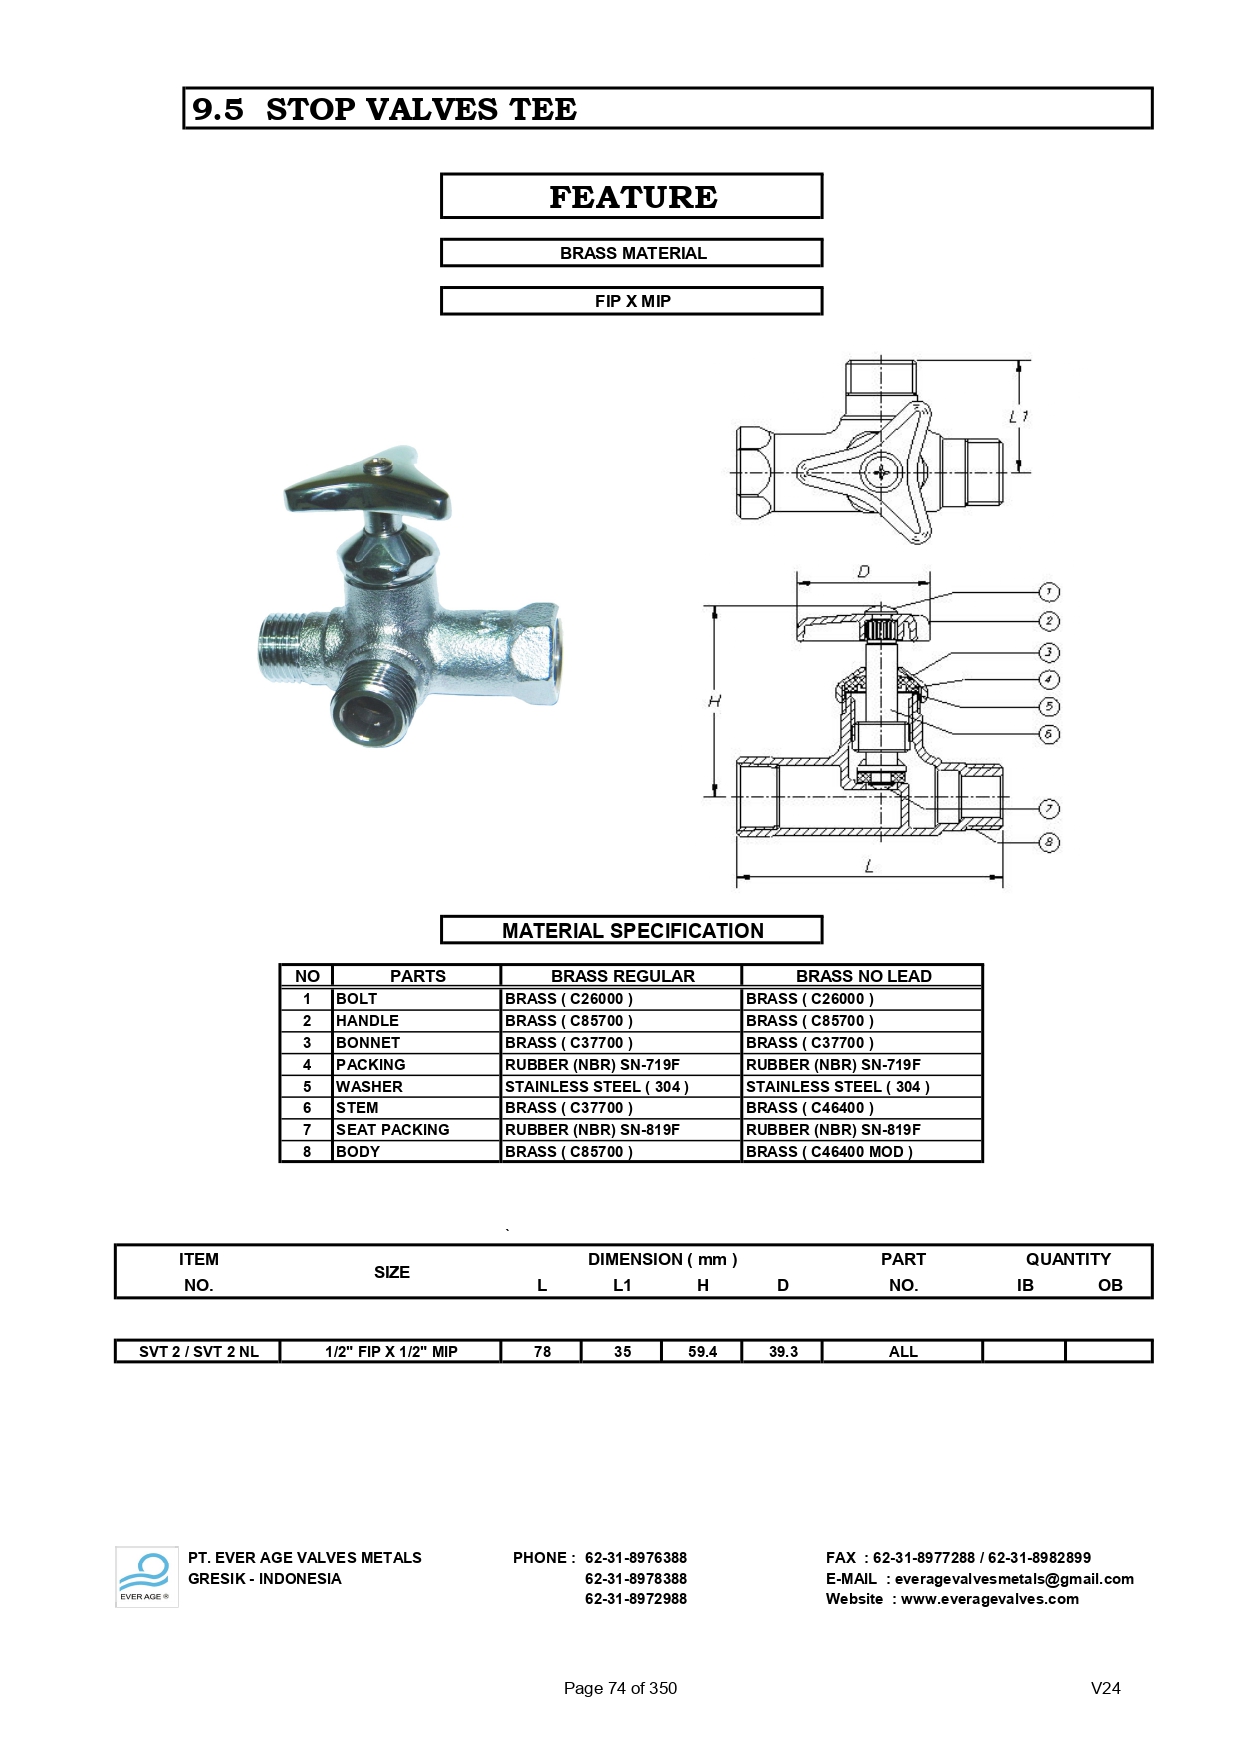 9.5 STOP VALVES TEE
FEATURE
BRASS MATERIAL
FIP X MIP
L1
D
1
2
3
4
5
6
H
7
8
L
MATERIAL SPECIFICATION
NO PARTS BRASS REGULAR BRASS NO LEAD
1 BOLT BRASS ( C26000 ) BRASS ( C26000 )
2 HANDLE BRASS ( C85700 ) BRASS ( C85700 )
3 BONNET BRASS ( C37700 ) BRASS ( C37700 )
4 PACKING RUBBER (NBR) SN-719F RUBBER (NBR) SN-719F
5 WASHER STAINLESS STEEL ( 304 ) STAINLESS STEEL ( 304 )
6 STEM BRASS ( C37700 ) BRASS ( C46400 )
7 SEAT PACKING RUBBER (NBR) SN-819F RUBBER (NBR) SN-819F
8 BODY BRASS ( C85700 ) BRASS ( C46400 MOD )
`
ITEM SIZE DIMENSION ( mm ) PART QUANTITY
NO. L L1 H D NO. IB OB
SVT 2 / SVT 2 NL 1/2" FIP X 1/2" MIP 78 35 59.4 39.3 ALL
EVER AGE ®
PT. EVER AGE VALVES METALS PHONE : 62-31-8976388 FAX : 62-31-8977288 / 62-31-8982899
GRESIK - INDONESIA 62-31-8978388 E-MAIL : everagevalvesmetals@gmail.com
62-31-8972988 Website : www.everagevalves.com
Page 74 of 350 V24